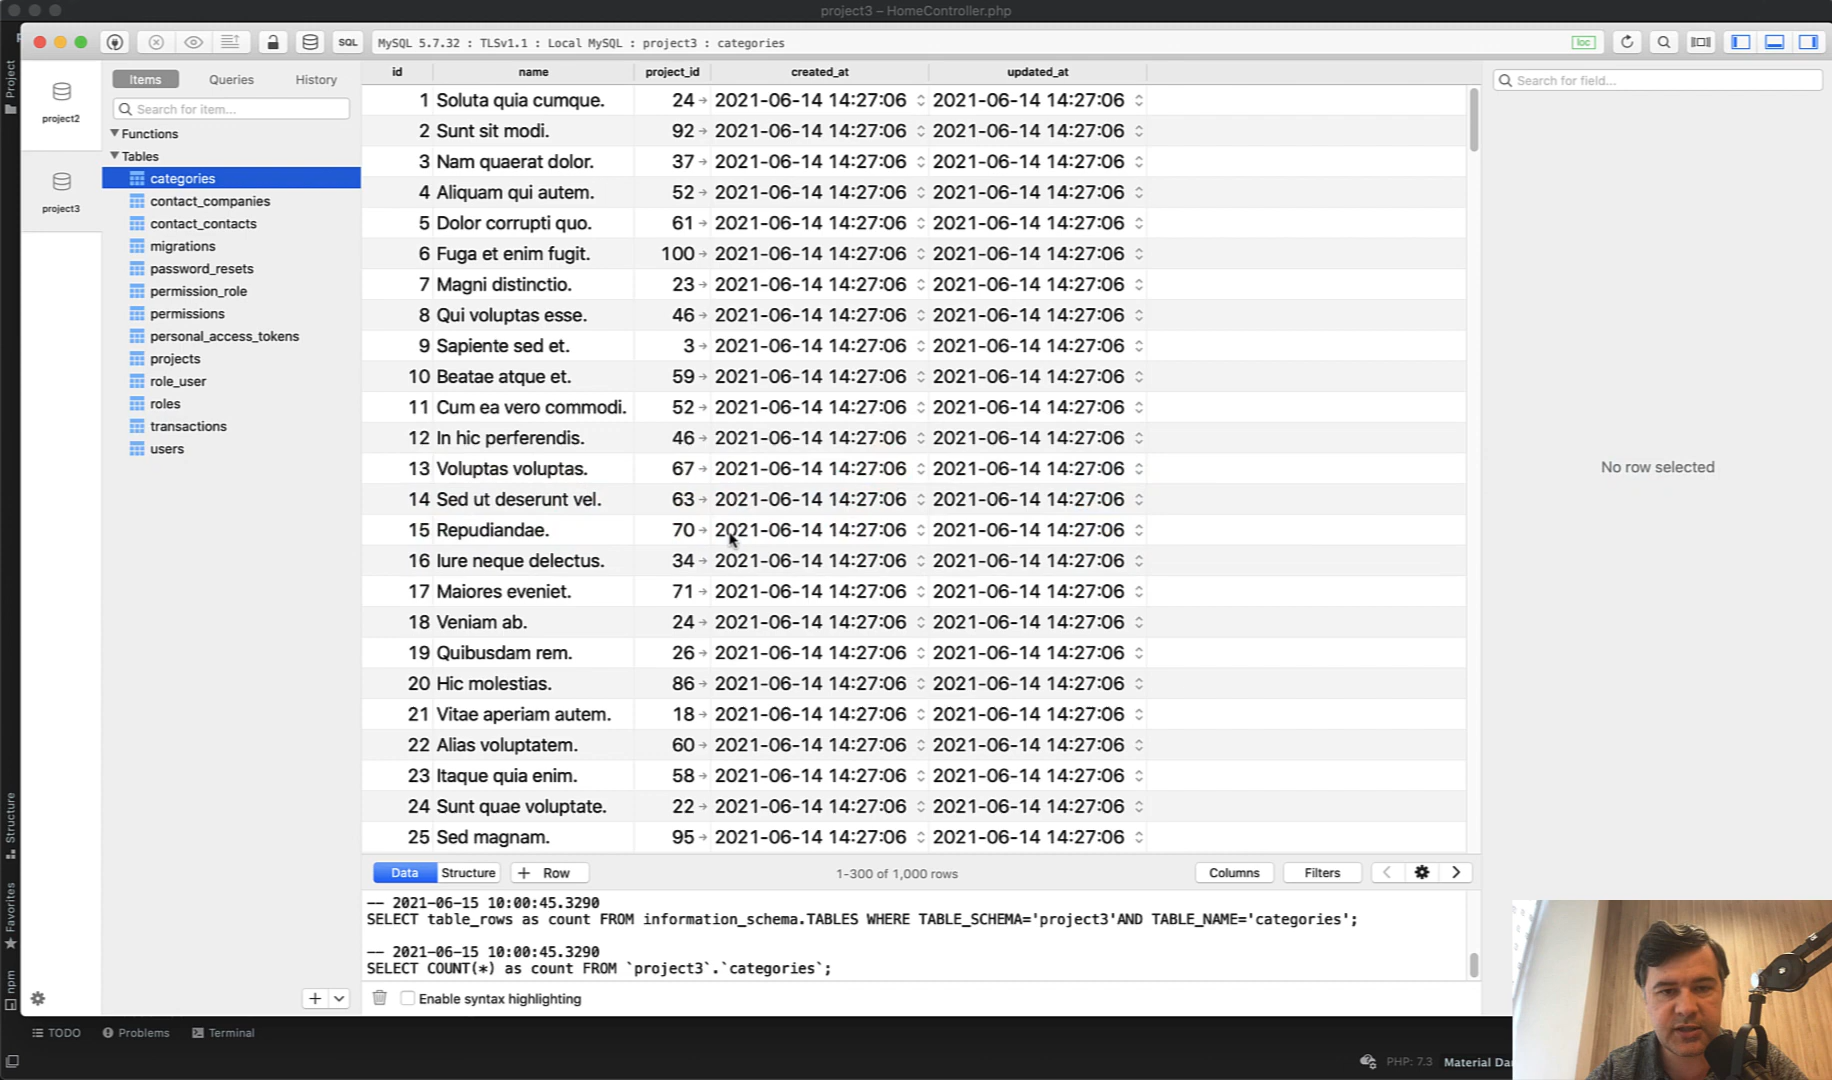 project3 – HomeController.php
SQL
MySQL 5.7.32 : TLSv1.1 : Local MySQL : project3 : categories
loc
Project
project2
project3
Items Queries History
Search for item...
Functions
Tables
categories
contact_companies
contact_contacts
migrations
password_resets
permission_role
permissions
personal_access_tokens
projects
role_user
roles
transactions
users
id name project_id created_at updated_at
1 Soluta quia cumque. 24 2021-06-14 14:27:06 2021-06-14 14:27:06
2 Sunt sit modi. 92 2021-06-14 14:27:06 2021-06-14 14:27:06
3 Nam quaerat dolor. 37 2021-06-14 14:27:06 2021-06-14 14:27:06
4 Aliquam qui autem. 52 2021-06-14 14:27:06 2021-06-14 14:27:06
5 Dolor corrupti quo. 61 2021-06-14 14:27:06 2021-06-14 14:27:06
6 Fuga et enim fugit. 100 2021-06-14 14:27:06 2021-06-14 14:27:06
7 Magni distinctio. 23 2021-06-14 14:27:06 2021-06-14 14:27:06
8 Qui voluptas esse. 46 2021-06-14 14:27:06 2021-06-14 14:27:06
9 Sapiente sed et. 3 2021-06-14 14:27:06 2021-06-14 14:27:06
10 Beatae atque et. 59 2021-06-14 14:27:06 2021-06-14 14:27:06
11 Cum ea vero commodi. 52 2021-06-14 14:27:06 2021-06-14 14:27:06
12 In hic perferendis. 46 2021-06-14 14:27:06 2021-06-14 14:27:06
13 Voluptas voluptas. 67 2021-06-14 14:27:06 2021-06-14 14:27:06
14 Sed ut deserunt vel. 63 2021-06-14 14:27:06 2021-06-14 14:27:06
15 Repudiandae. 70 2021-06-14 14:27:06 2021-06-14 14:27:06
16 Iure neque delectus. 34 2021-06-14 14:27:06 2021-06-14 14:27:06
17 Maiores eveniet. 71 2021-06-14 14:27:06 2021-06-14 14:27:06
18 Veniam ab. 24 2021-06-14 14:27:06 2021-06-14 14:27:06
19 Quibusdam rem. 26 2021-06-14 14:27:06 2021-06-14 14:27:06
20 Hic molestias. 86 2021-06-14 14:27:06 2021-06-14 14:27:06
21 Vitae aperiam autem. 18 2021-06-14 14:27:06 2021-06-14 14:27:06
22 Alias voluptatem. 60 2021-06-14 14:27:06 2021-06-14 14:27:06
23 Itaque quia enim. 58 2021-06-14 14:27:06 2021-06-14 14:27:06
24 Sunt quae voluptate. 22 2021-06-14 14:27:06 2021-06-14 14:27:06
25 Sed magnam. 95 2021-06-14 14:27:06 2021-06-14 14:27:06
Search for field...
No row selected
Data Structure + Row 1-300 of 1,000 rows Columns Filters
-- 2021-06-15 10:00:45.3290
SELECT table_rows as count FROM information_schema.TABLES WHERE TABLE_SCHEMA='project3'AND TABLE_NAME='categories';
-- 2021-06-15 10:00:45.3290
SELECT COUNT(*) as count FROM `project3`.`categories`;
Enable syntax highlighting
Structure
Favorites
npm
TODO Problems Terminal
PHP: 7.3 Material